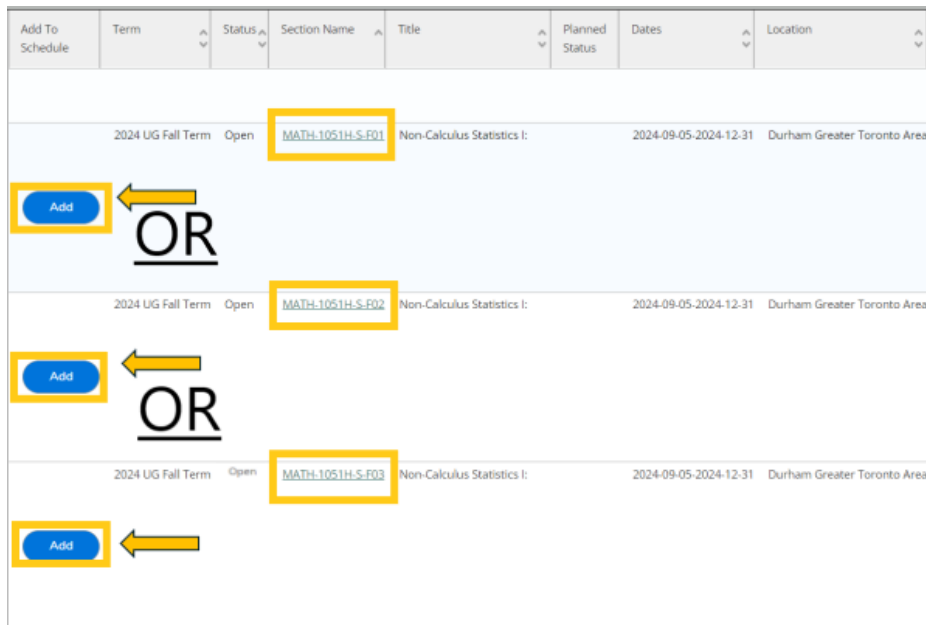 Add To Schedule Term Status Section Name Title Planned Status Dates Location
2024 UG Fall Term Open MATH-1051H-S-F01 Non-Calculus Statistics I: 2024-09-05-2024-12-31 Durham Greater Toronto Area
Add
OR
2024 UG Fall Term Open MATH-1051H-S-F02 Non-Calculus Statistics I: 2024-09-05-2024-12-31 Durham Greater Toronto Area
Add
OR
2024 UG Fall Term Open MATH-1051H-S-F03 Non-Calculus Statistics I: 2024-09-05-2024-12-31 Durham Greater Toronto Area
Add